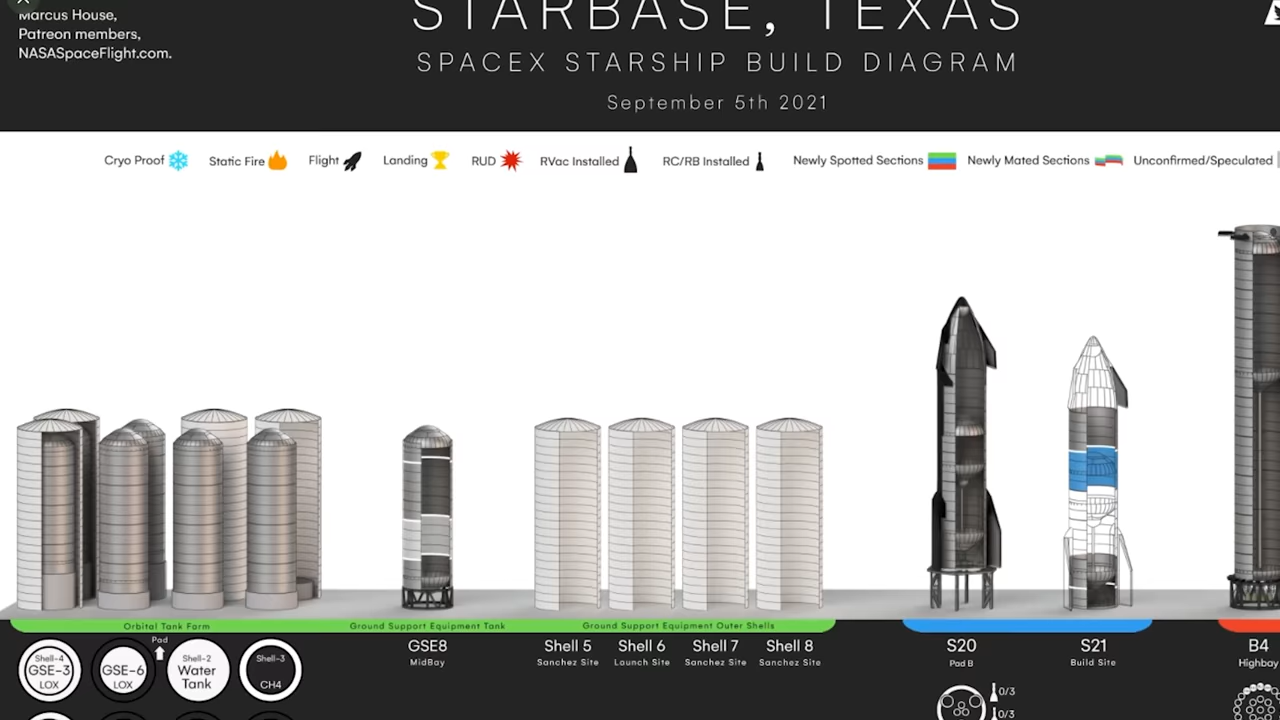 Marcus House,
Patreon members,
NASASpaceFlight.com.
STARBASE, TEXAS
SPACEX STARSHIP BUILD DIAGRAM
September 5th 2021
Cryo Proof Static Fire Flight Landing RUD RVac Installed RC/RB Installed Newly Spotted Sections Newly Mated Sections Unconfirmed/Speculated
Orbital Tank Farm Ground Support Equipment Tank Ground Support Equipment Outer Shells
Pad
GSE8 Shell 5 Shell 6 Shell 7 Shell 8 S20 S21 B4
MidBay Sanchez Site Launch Site Sanchez Site Sanchez Site Pad B Build Site Highbay
Shell-4 Shell-2 Shell-3
GSE-3 GSE-6 Water
LOX LOX Tank CH4
0/3
0/3